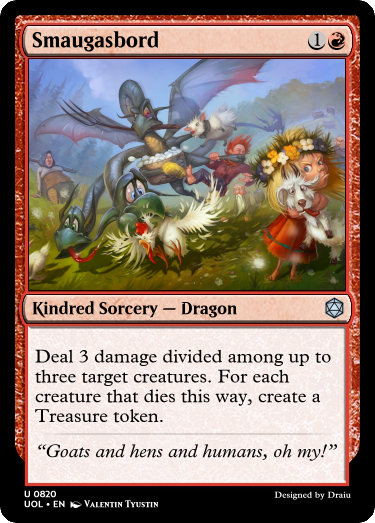 Smaugasbord 1
Kindred Sorcery — Dragon
Deal 3 damage divided among up to
three target creatures. For each
creature that dies this way, create a
Treasure token.
“Goats and hens and humans, oh my!”
U 0820
UOL • EN Valentin Tyustin
Designed by Draiu